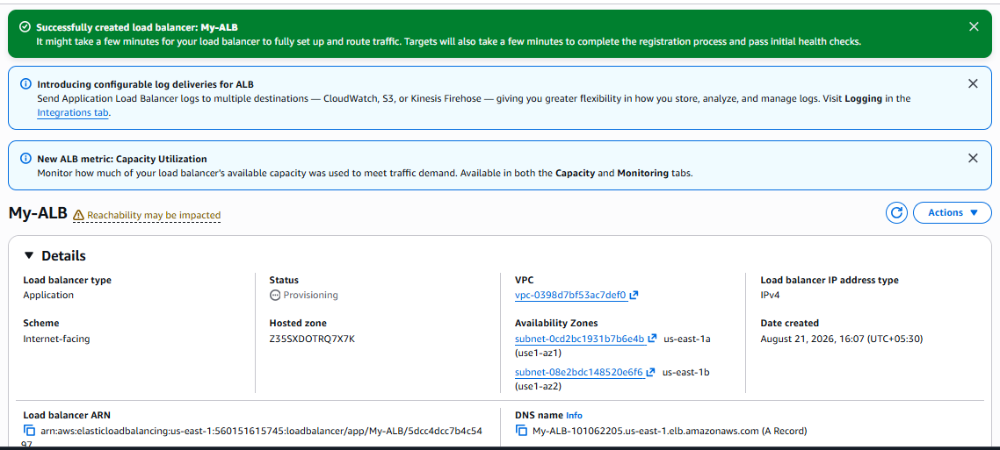 Successfully created load balancer: My-ALB
It might take a few minutes for your load balancer to fully set up and route traffic. Targets will also take a few minutes to complete the registration process and pass initial health checks.
Introducing configurable log deliveries for ALB
Send Application Load Balancer logs to multiple destinations — CloudWatch, S3, or Kinesis Firehose — giving you greater flexibility in how you store, analyze, and manage logs. Visit Logging in the
Integrations tab.
New ALB metric: Capacity Utilization
Monitor how much of your load balancer's available capacity was used to meet traffic demand. Available in both the Capacity and Monitoring tabs.
My-ALB Reachability may be impacted
Actions
Details
Load balancer type
Application
Status
Provisioning
VPC
vpc-0398d7bf53ac7def0
Load balancer IP address type
IPv4
Scheme
Internet-facing
Hosted zone
Z35SXDOTRQ7X7K
Availability Zones
subnet-0cd2bc1931b7b6e4b us-east-1a
(use1-az1)
subnet-08e2bdc148520e6f6 us-east-1b
(use1-az2)
Date created
August 21, 2026, 16:07 (UTC+05:30)
Load balancer ARN
arn:aws:elasticloadbalancing:us-east-1:560151615745:loadbalancer/app/My-ALB/5dcc4dcc7b4c54
97
DNS name Info
My-ALB-101062205.us-east-1.elb.amazonaws.com (A Record)